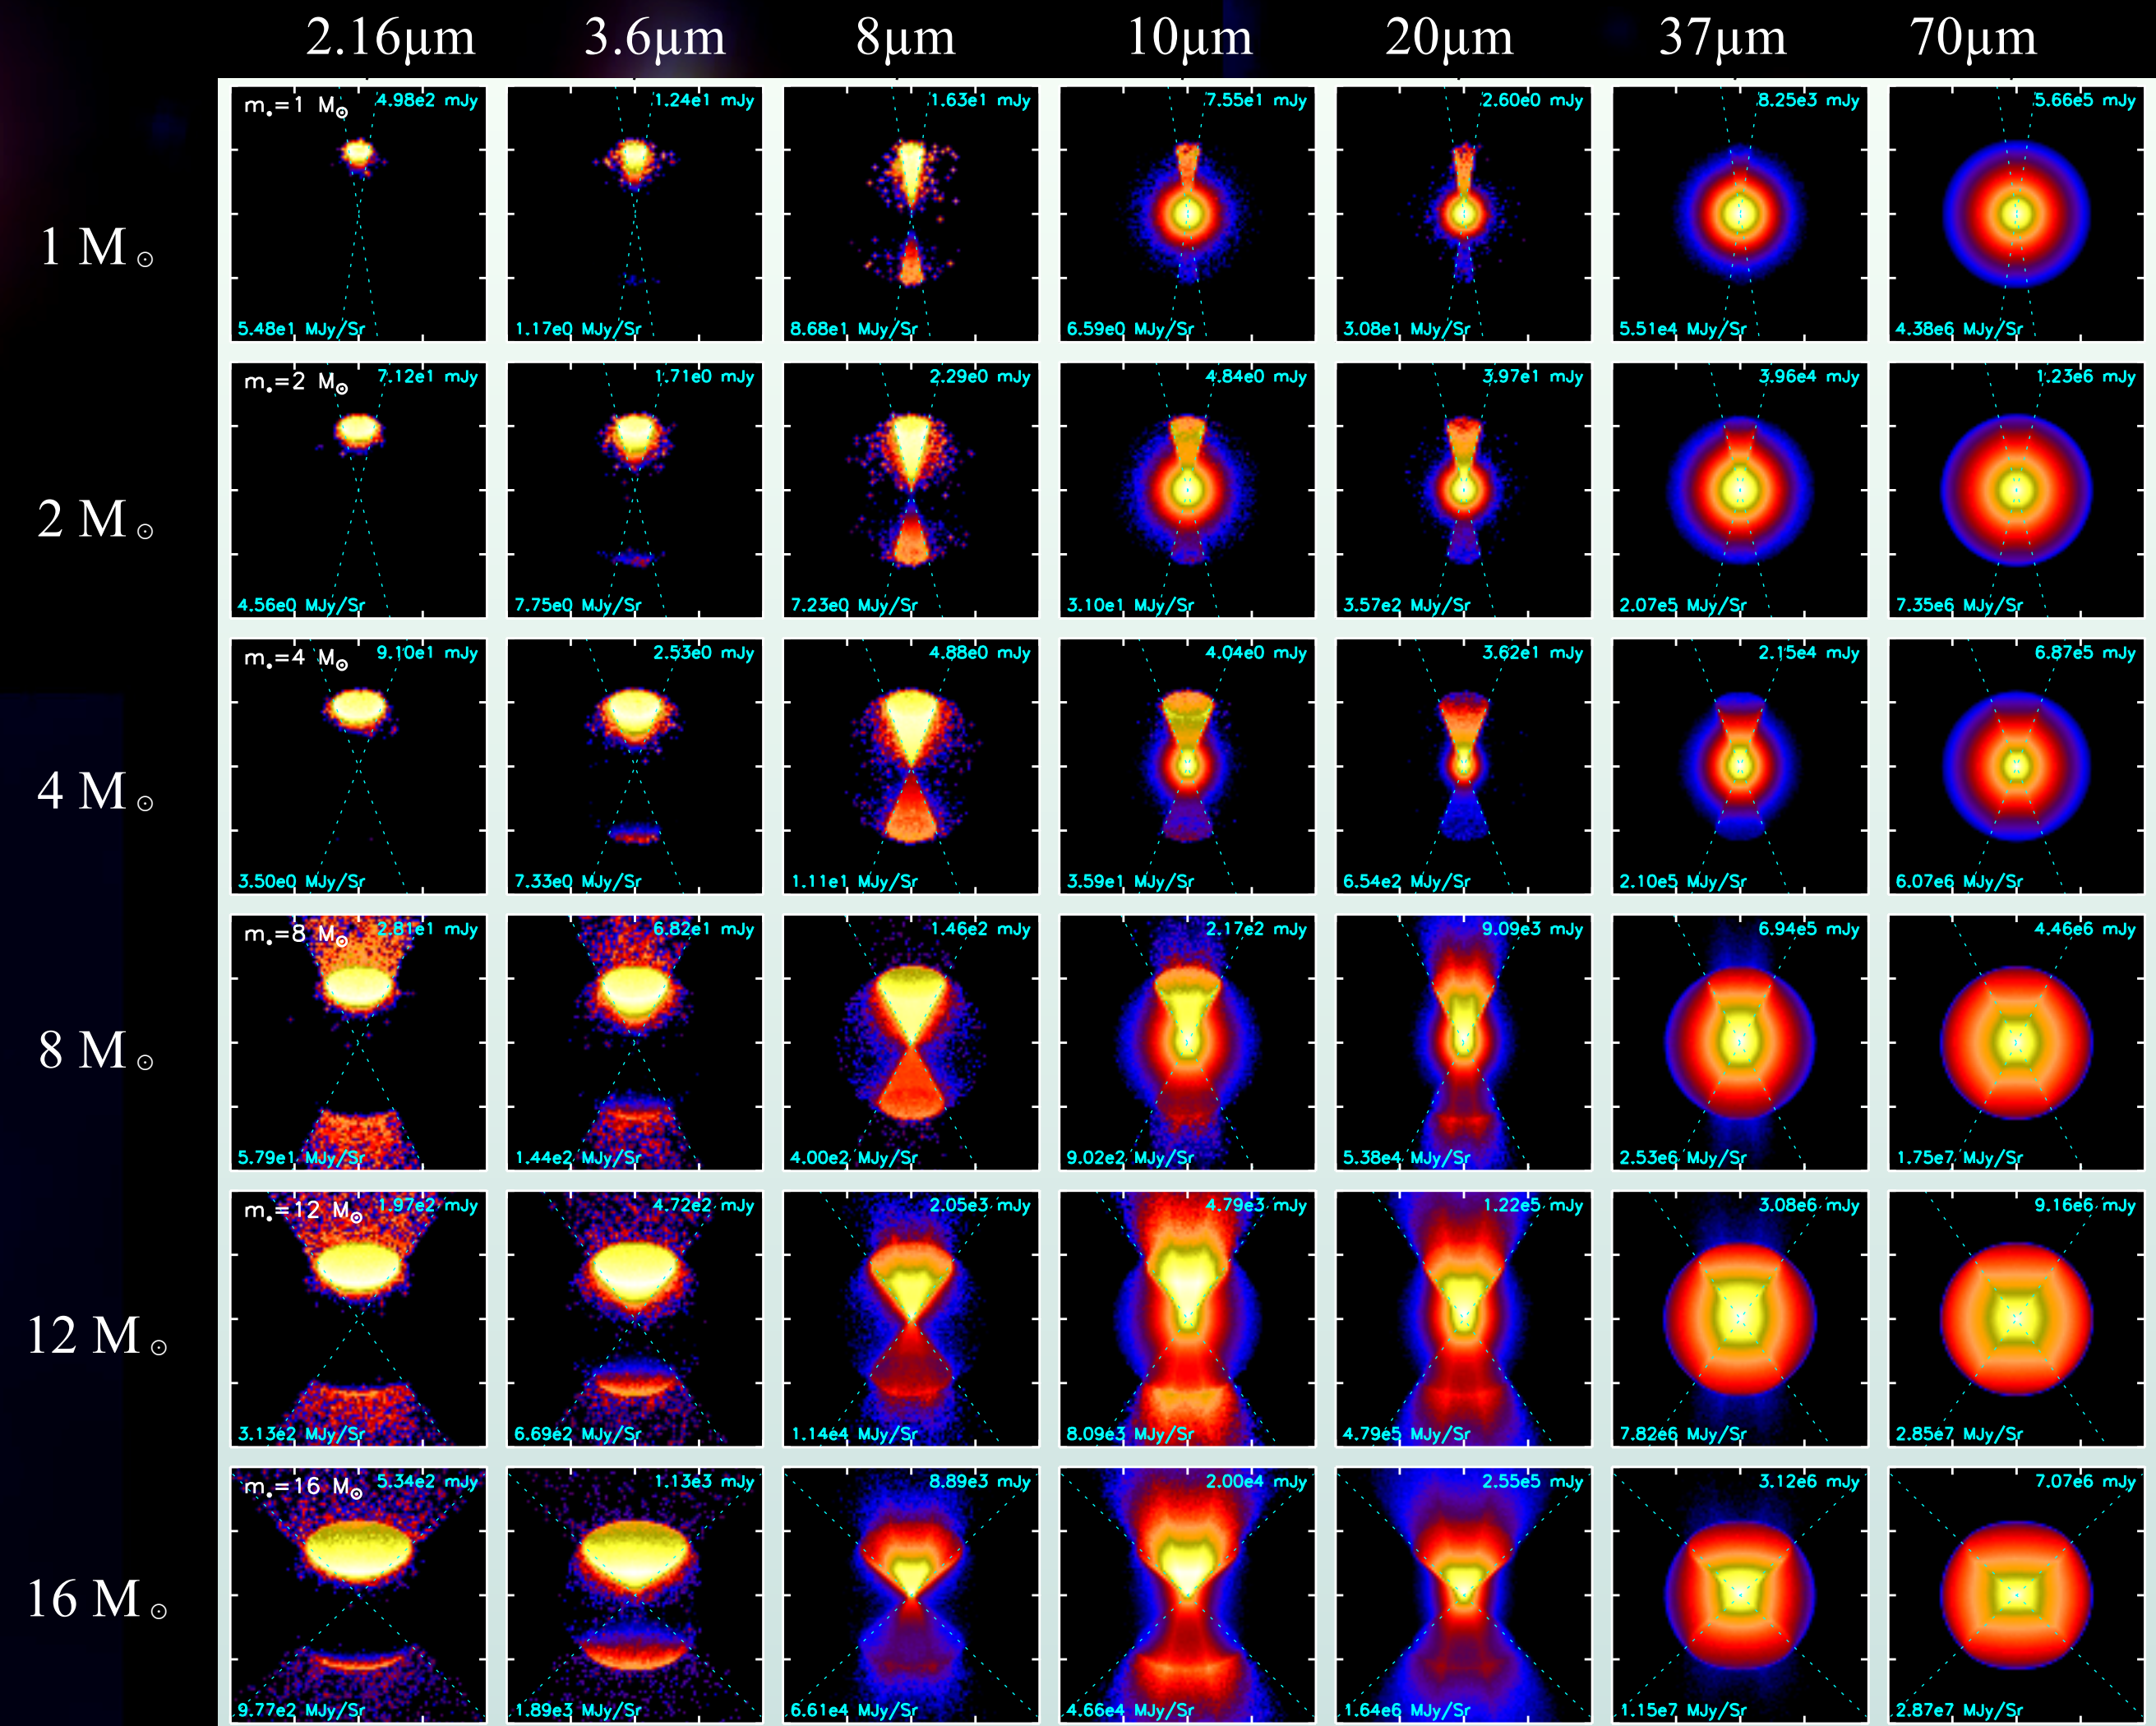 2.16μm 3.6μm 8μm 10μm 20μm 37μm 70μm
m*=1 M⊙ 4.98e2 mJy 1.24e1 mJy 1.63e1 mJy 7.55e1 mJy 2.60e0 mJy 8.25e3 mJy 5.66e5 mJy
1 M⊙
5.48e1 MJy/Sr 1.17e0 MJy/Sr 8.68e1 MJy/Sr 6.59e0 MJy/Sr 3.08e1 MJy/Sr 5.51e4 MJy/Sr 4.38e6 MJy/Sr
m*=2 M⊙ 7.12e1 mJy 1.71e0 mJy 2.29e0 mJy 4.84e0 mJy 3.97e1 mJy 3.96e4 mJy 1.23e6 mJy
2 M⊙
4.56e0 MJy/Sr 7.75e0 MJy/Sr 7.23e0 MJy/Sr 3.10e1 MJy/Sr 3.57e2 MJy/Sr 2.07e5 MJy/Sr 7.35e6 MJy/Sr
m*=4 M⊙ 9.10e1 mJy 2.53e0 mJy 4.88e0 mJy 4.04e0 mJy 3.62e1 mJy 2.15e4 mJy 6.87e5 mJy
4 M⊙
3.50e0 MJy/Sr 7.33e0 MJy/Sr 1.11e1 MJy/Sr 3.59e1 MJy/Sr 6.54e2 MJy/Sr 2.10e5 MJy/Sr 6.07e6 MJy/Sr
m*=8 M⊙ 2.81e1 mJy 6.82e1 mJy 1.46e2 mJy 2.17e2 mJy 9.09e3 mJy 6.94e5 mJy 4.46e6 mJy
8 M⊙
5.79e1 MJy/Sr 1.44e2 MJy/Sr 4.00e2 MJy/Sr 9.02e2 MJy/Sr 5.38e4 MJy/Sr 2.53e6 MJy/Sr 1.75e7 MJy/Sr
m*=12 M⊙ 1.97e2 mJy 4.72e2 mJy 2.05e3 mJy 4.79e3 mJy 1.22e5 mJy 3.08e6 mJy 9.16e6 mJy
12 M⊙
3.13e2 MJy/Sr 6.69e2 MJy/Sr 1.14e4 MJy/Sr 8.09e3 MJy/Sr 4.79e5 MJy/Sr 7.82e6 MJy/Sr 2.85e7 MJy/Sr
m*=16 M⊙ 5.34e2 mJy 1.13e3 mJy 8.89e3 mJy 2.00e4 mJy 2.55e5 mJy 3.12e6 mJy 7.07e6 mJy
16 M⊙
9.77e2 MJy/Sr 1.89e3 MJy/Sr 6.61e4 MJy/Sr 4.66e4 MJy/Sr 1.64e6 MJy/Sr 1.15e7 MJy/Sr 2.87e7 MJy/Sr